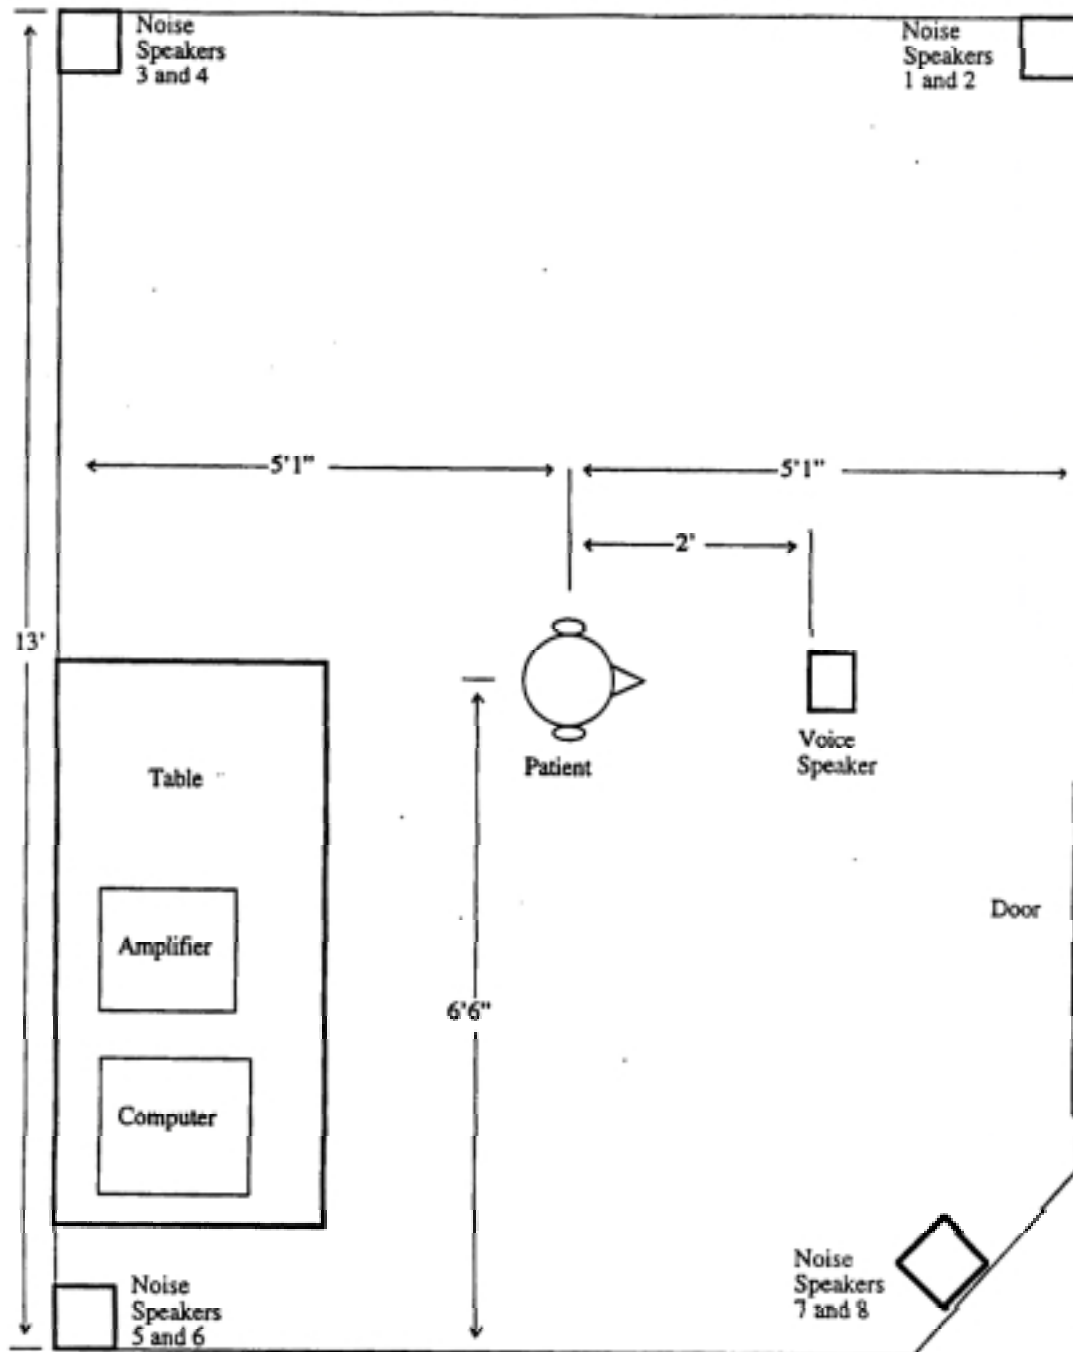 Noise
Speakers
3 and 4
Noise
Speakers
1 and 2
5'1"
5'1"
2'
13'
Patient
Voice
Speaker
Table
Door
Amplifier
6'6"
Computer
Noise
Speakers
5 and 6
Noise
Speakers
7 and 8